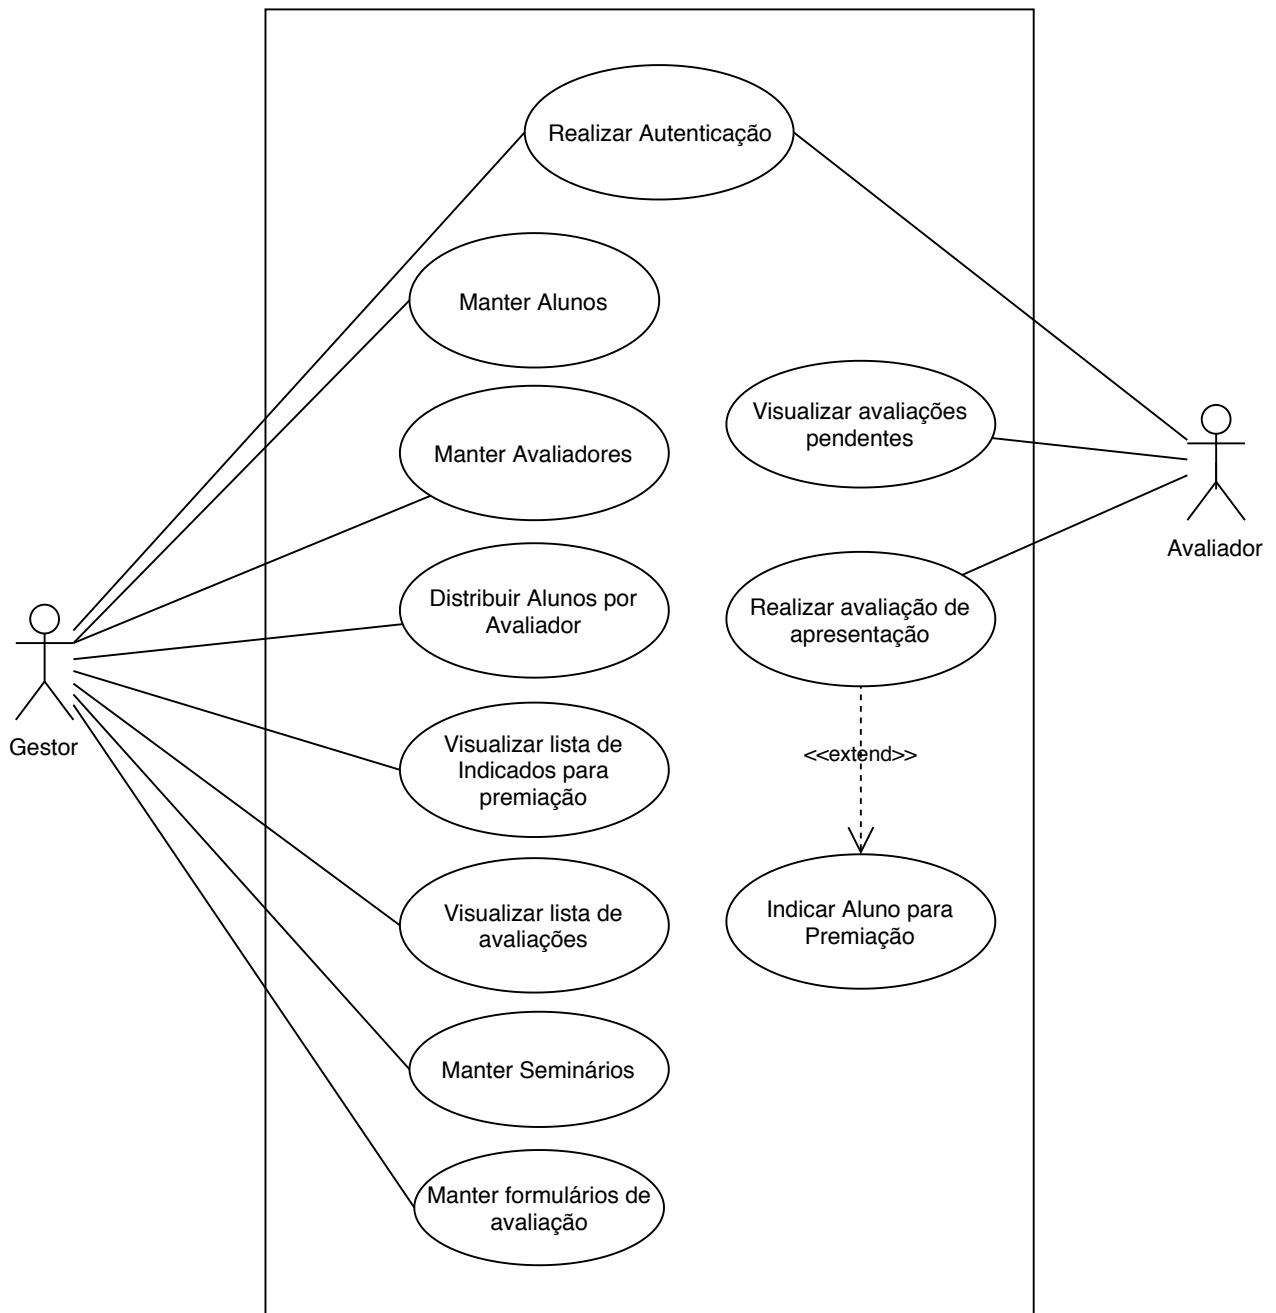 Realizar Autenticação
Manter Alunos
Manter Avaliadores
Visualizar avaliações
pendentes
Avaliador
Distribuir Alunos por
Avaliador
Realizar avaliação de
apresentação
Gestor
Visualizar lista de
Indicados para
premiação
<<extend>>
Visualizar lista de
avaliações
Indicar Aluno para
Premiação
Manter Seminários
Manter formulários de
avaliação